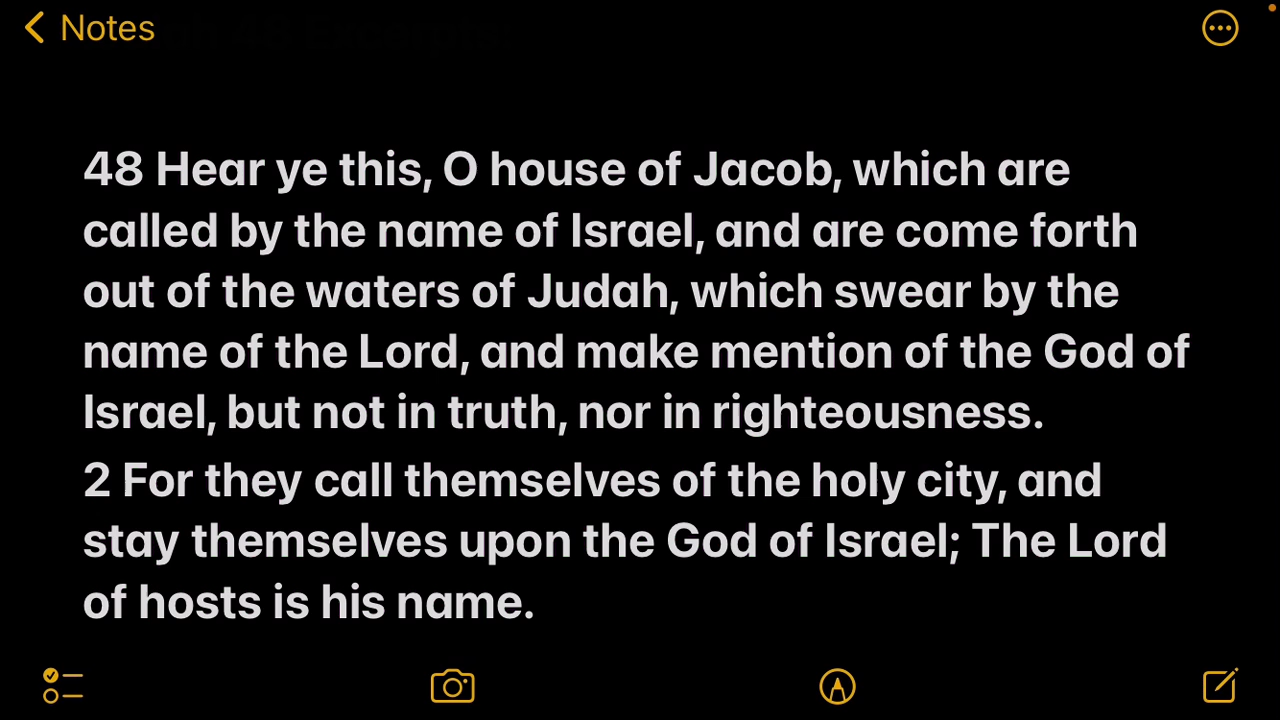 Notes
48 Hear ye this, O house of Jacob, which are
called by the name of Israel, and are come forth
out of the waters of Judah, which swear by the
name of the Lord, and make mention of the God of
Israel, but not in truth, nor in righteousness.
2 For they call themselves of the holy city, and
stay themselves upon the God of Israel; The Lord
of hosts is his name.